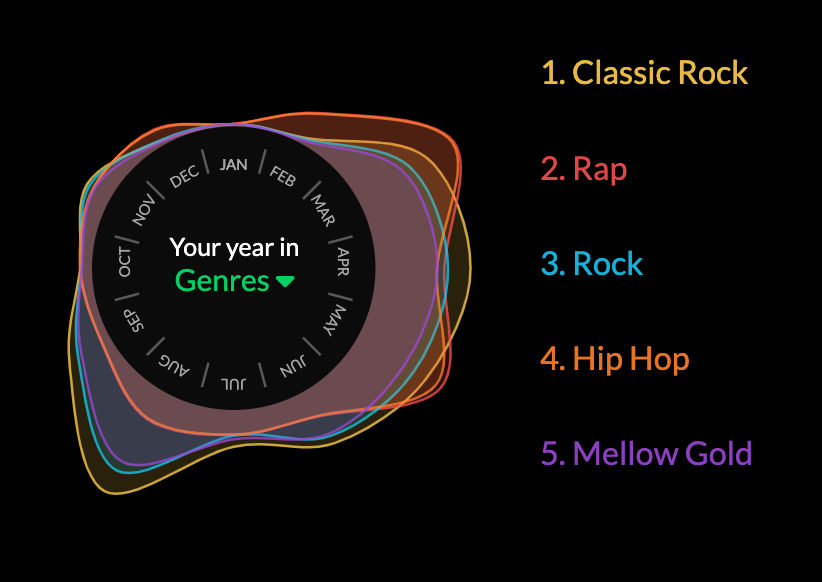 1. Classic Rock
2. Rap
3. Rock
4. Hip Hop
5. Mellow Gold
JAN
FEB
MAR
APR
MAY
JUN
JUL
AUG
SEP
OCT
NOV
DEC
Your year in
Genres